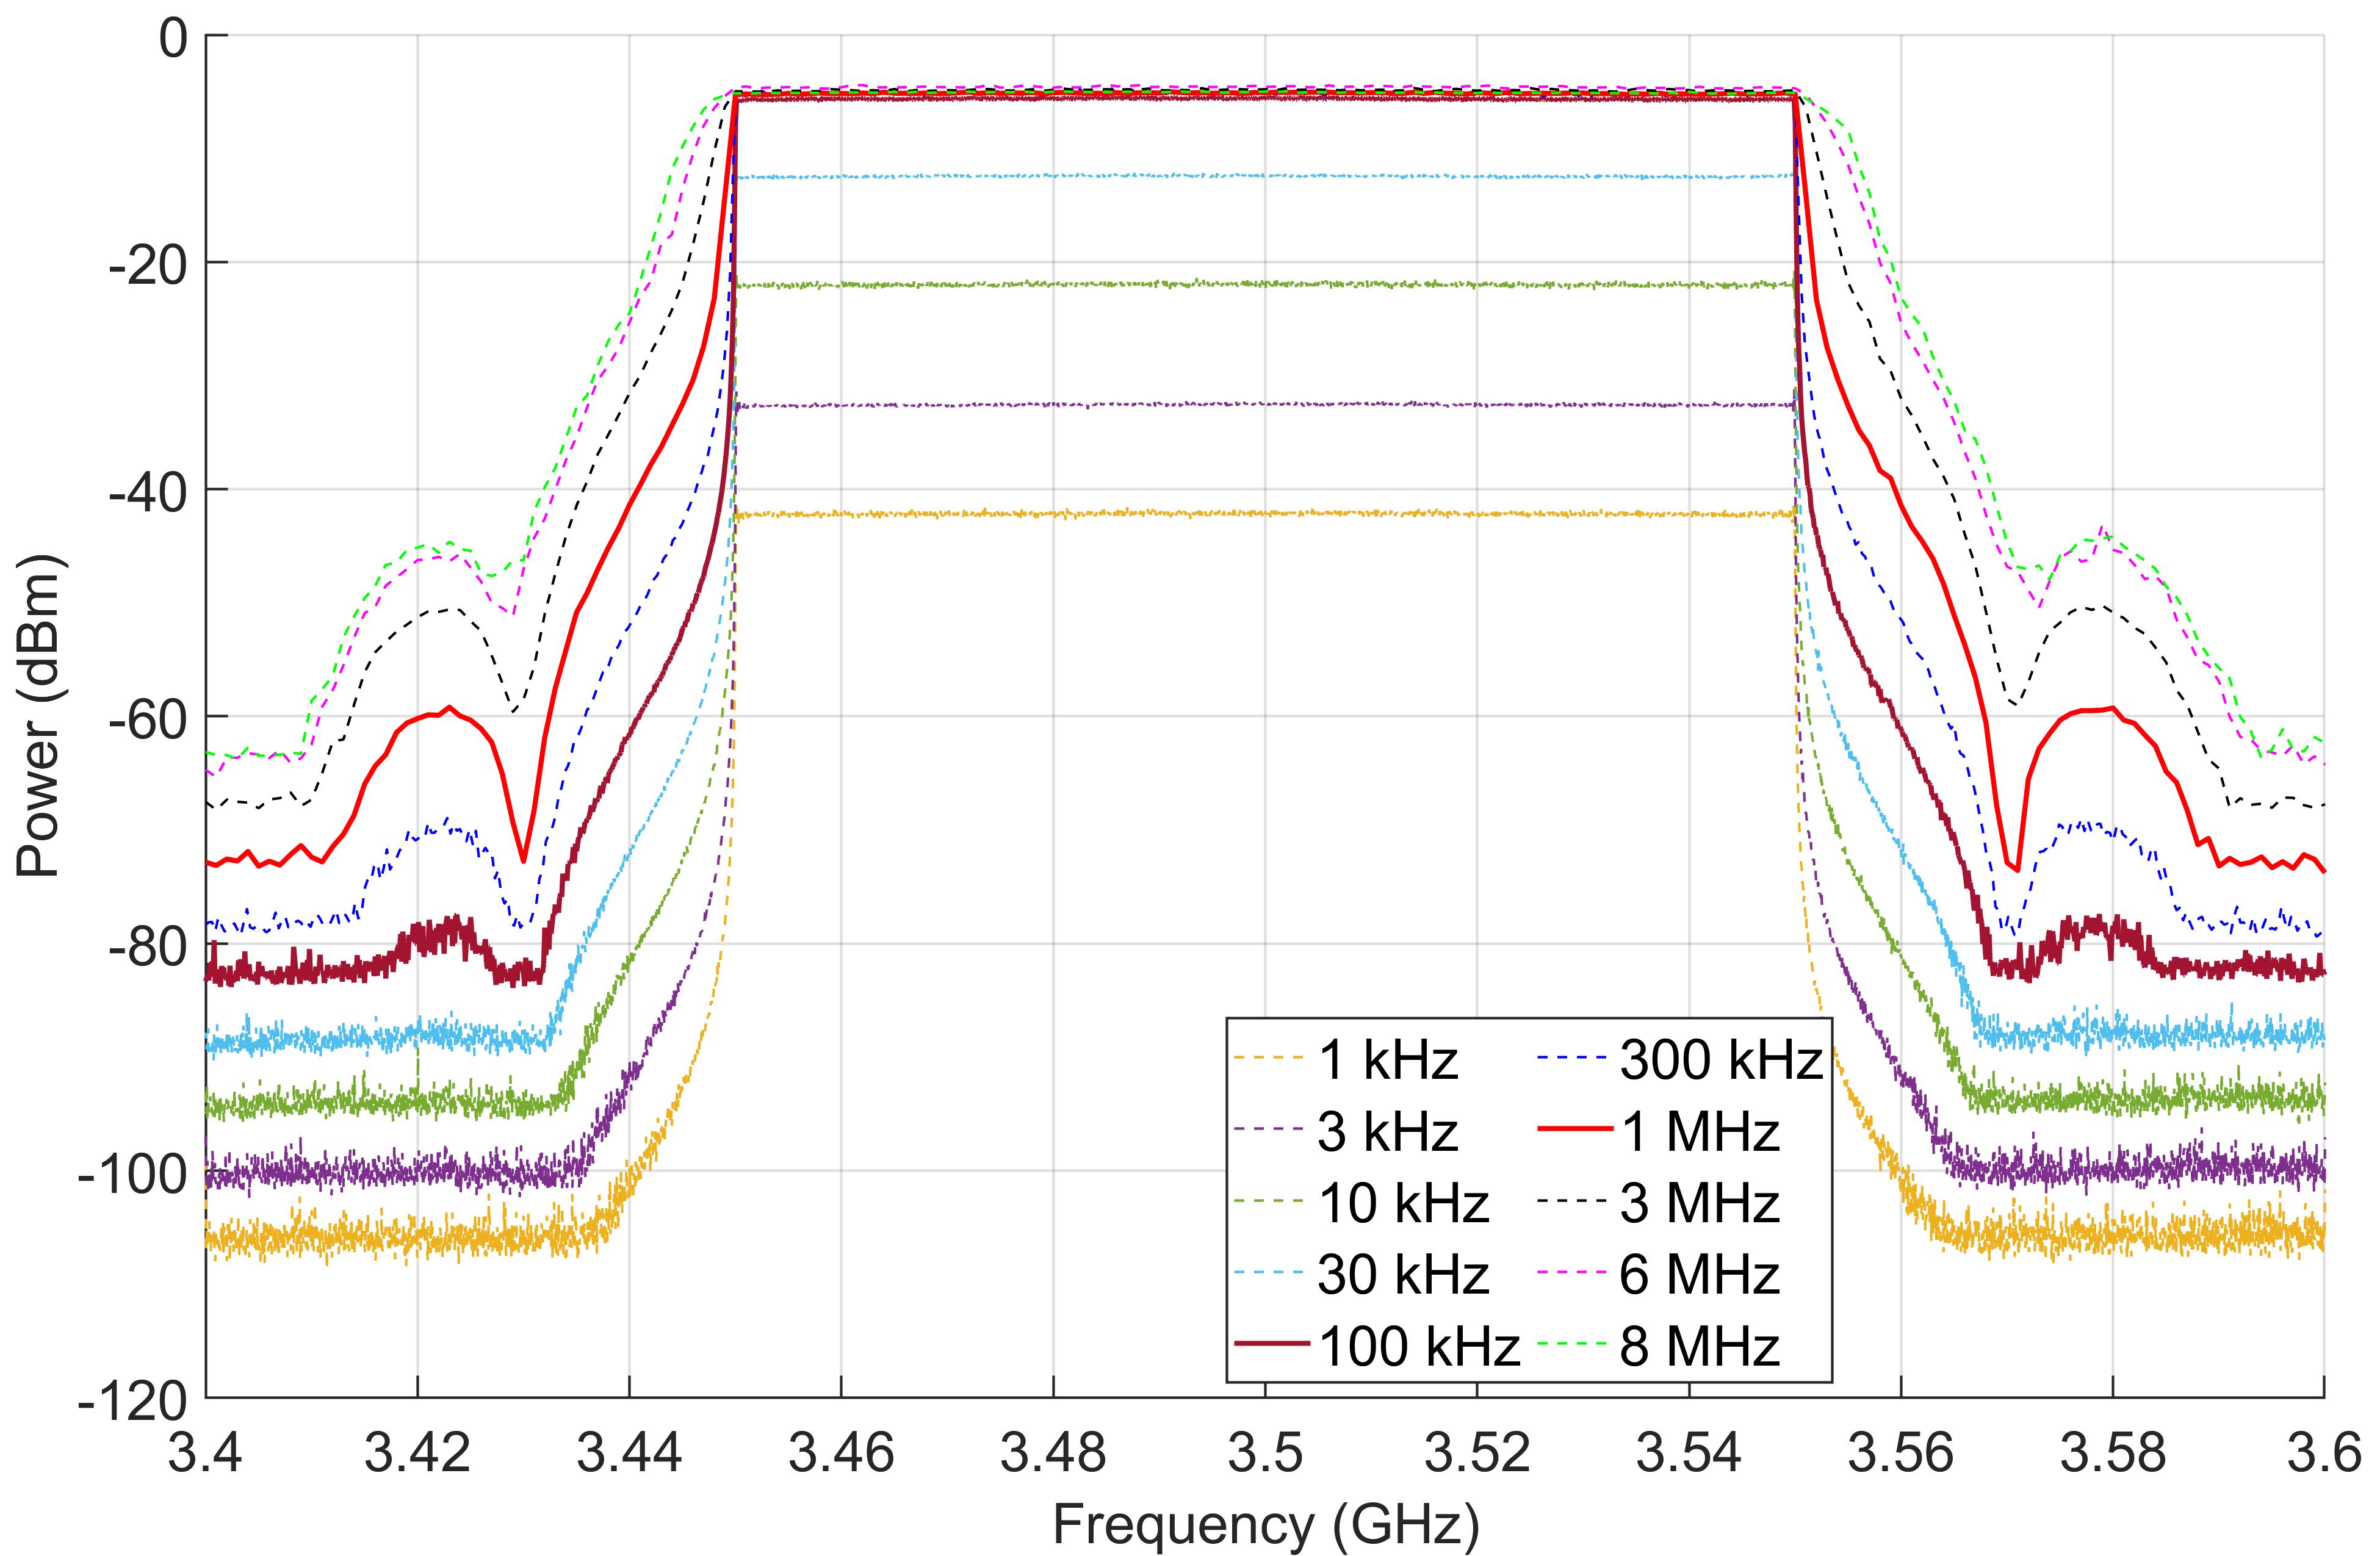 0
-20
-40
-60
-80
-100
-120
Power (dBm)
3.4 3.42 3.44 3.46 3.48 3.5 3.52 3.54 3.56 3.58 3.6
Frequency (GHz)
1 kHz 300 kHz
3 kHz 1 MHz
10 kHz 3 MHz
30 kHz 6 MHz
100 kHz 8 MHz